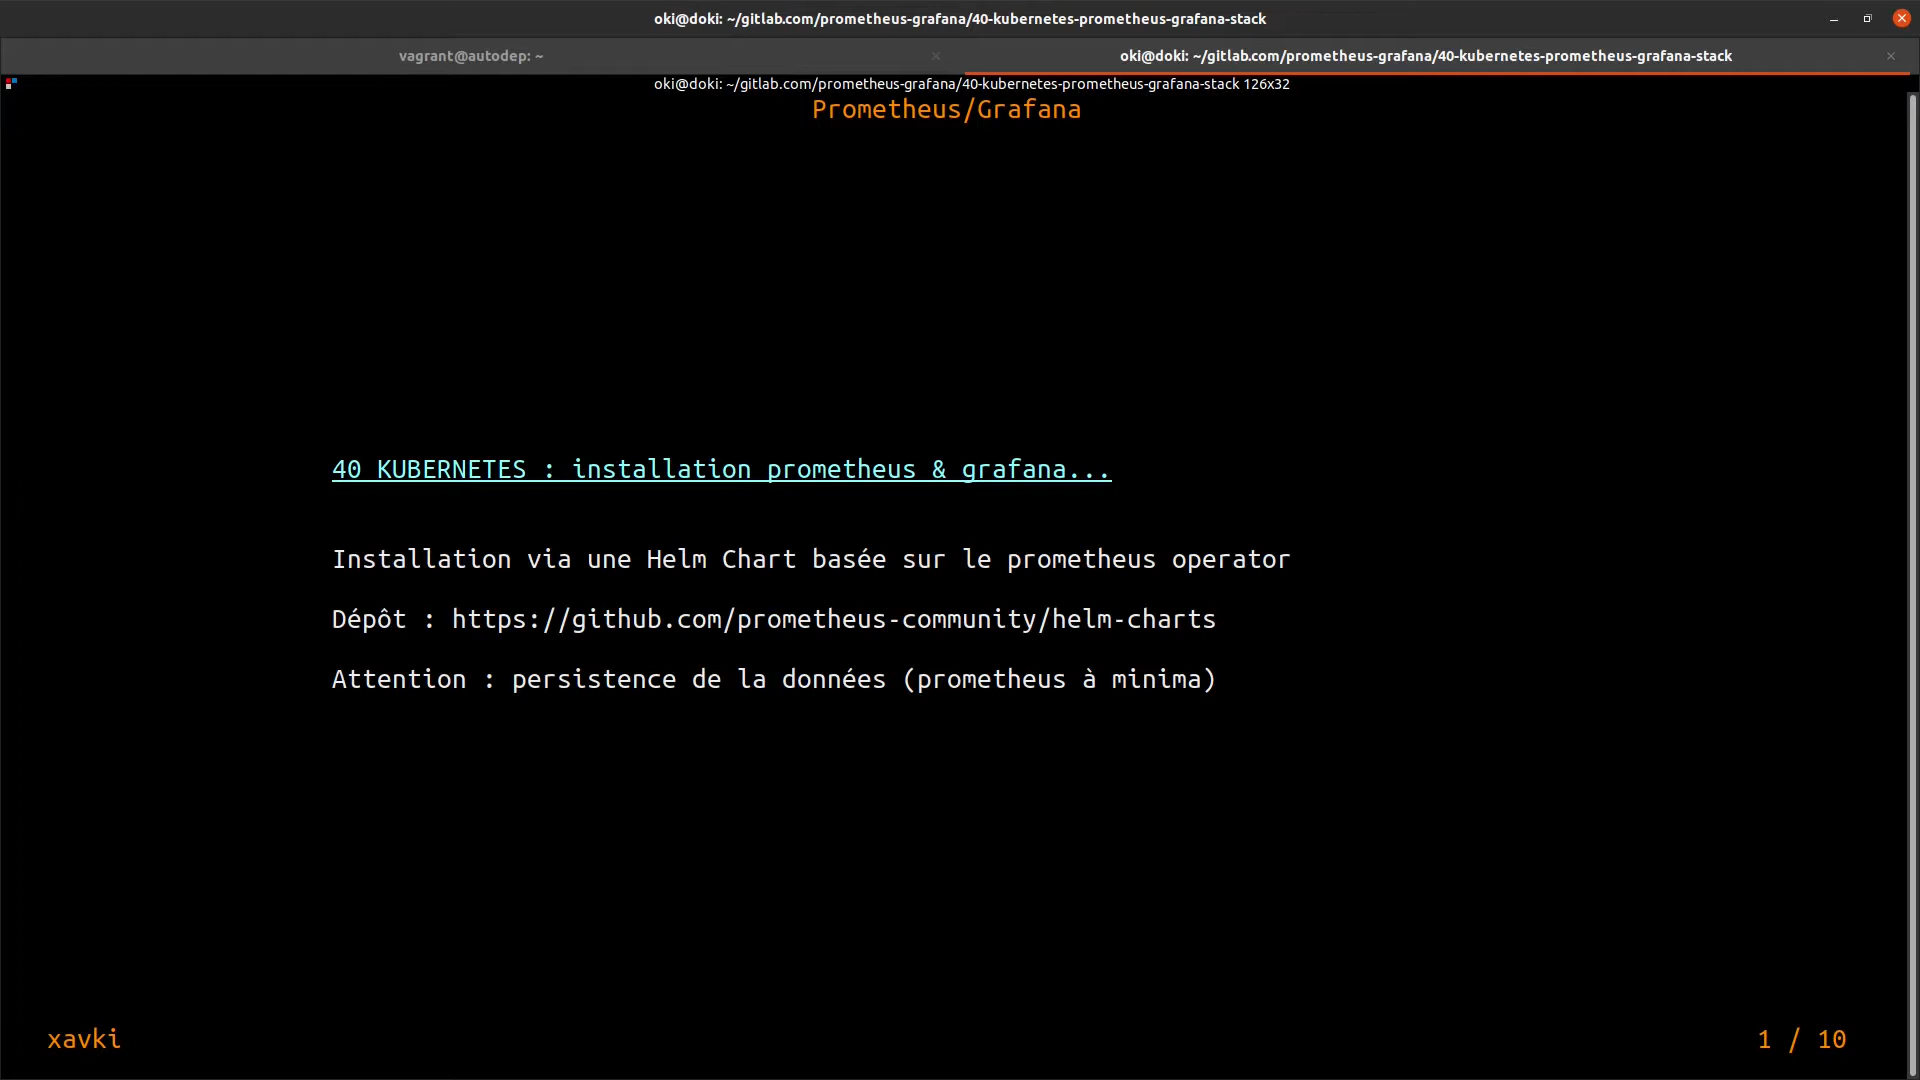 oki@doki: ~/gitlab.com/prometheus-grafana/40-kubernetes-prometheus-grafana-stack
vagrant@autodep: ~
oki@doki: ~/gitlab.com/prometheus-grafana/40-kubernetes-prometheus-grafana-stack
oki@doki: ~/gitlab.com/prometheus-grafana/40-kubernetes-prometheus-grafana-stack 126x32
Prometheus/Grafana
40 KUBERNETES : installation prometheus & grafana...
Installation via une Helm Chart basée sur le prometheus operator
Dépôt : https://github.com/prometheus-community/helm-charts
Attention : persistence de la données (prometheus à minima)
xavki
1 / 10